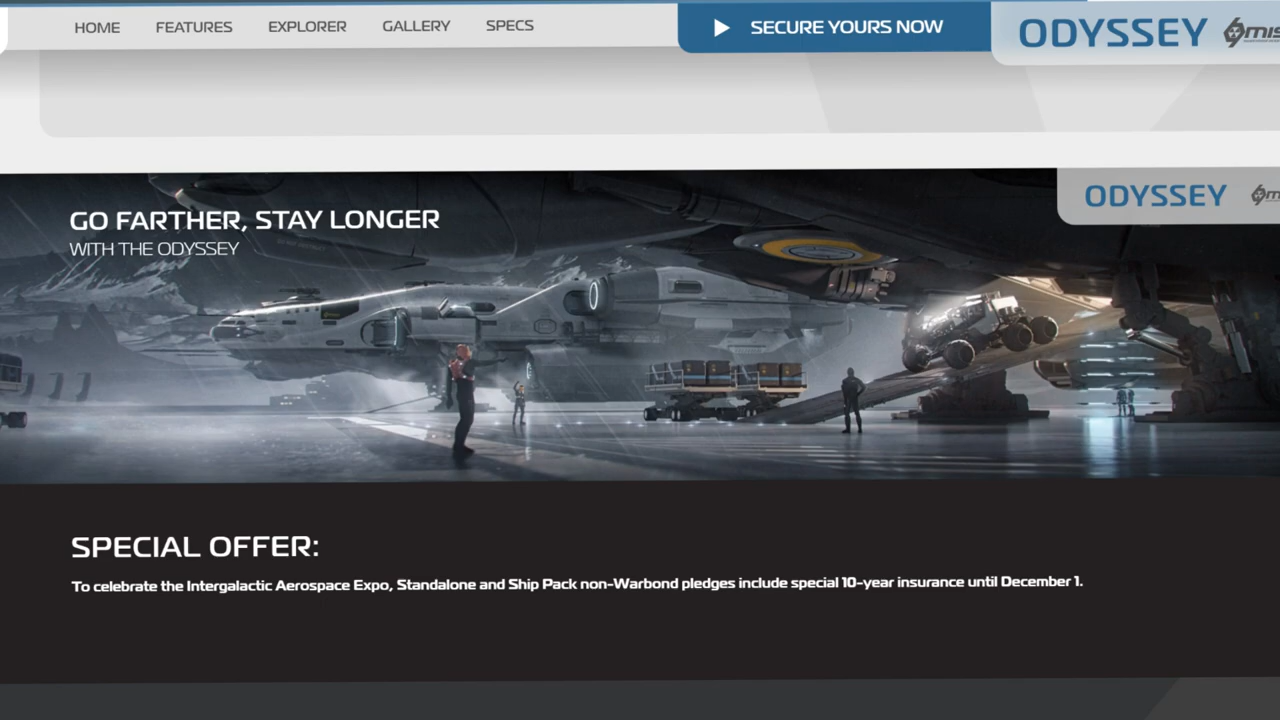 HOME FEATURES EXPLORER GALLERY SPECS SECURE YOURS NOW ODYSSEY
ODYSSEY
GO FARTHER, STAY LONGER
WITH THE ODYSSEY
SPECIAL OFFER:
To celebrate the Intergalactic Aerospace Expo, Standalone and Ship Pack non-Warbond pledges include special 10-year insurance until December 1.